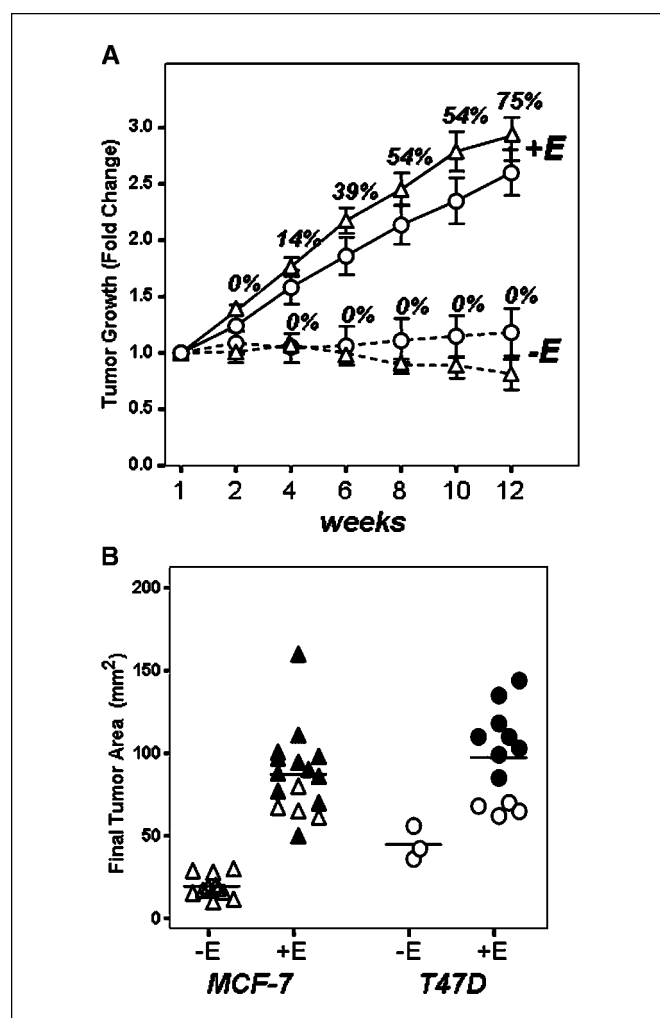 A
75%
54%
3.0
+E
54%
2.5
39%
2.0
14%
1.5
0%
0% 0% 0% 0% 0%
1.0
-E
0.5
0.0
Tumor Growth (Fold Change)
1 2 4 6 8 10 12
weeks
B
200
150
100
50
0
Final Tumor Area (mm²)
-E +E -E +E
MCF-7 T47D